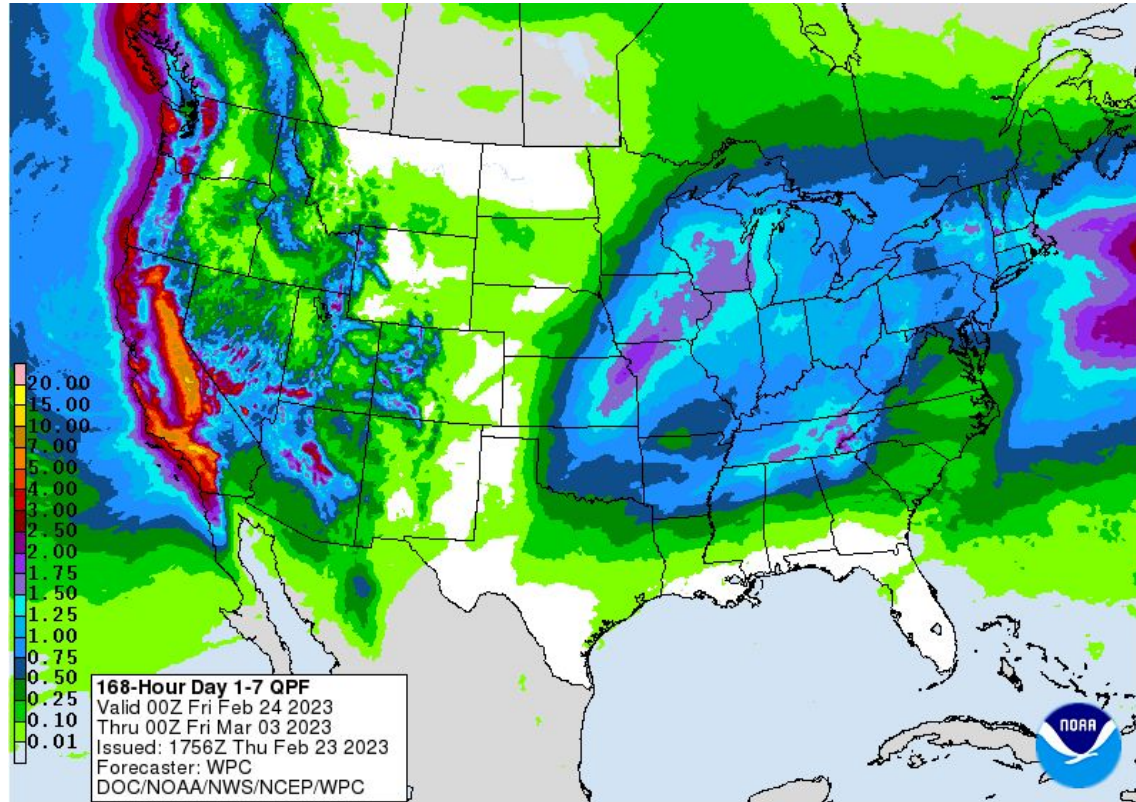 20.00
15.00
10.00
7.00
5.00
4.00
3.00
2.50
2.00
1.75
1.50
1.25
1.00
0.75
0.50
0.25
0.10
0.01
168-Hour Day 1-7 QPF
Valid 00Z Fri Feb 24 2023
Thru 00Z Fri Mar 03 2023
Issued: 1756Z Thu Feb 23 2023
Forecaster: WPC
DOC/NOAA/NWS/NCEP/WPC
NOAA